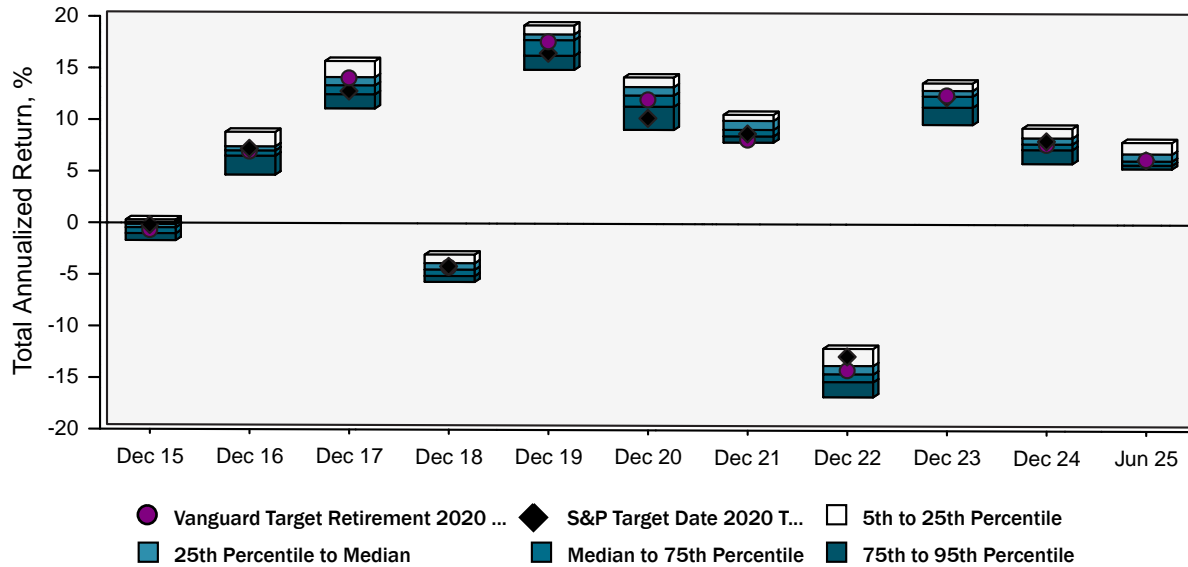 Total Annualized Return, %
20
15
10
5
0
-5
-10
-15
-20
Dec 15 Dec 16 Dec 17 Dec 18 Dec 19 Dec 20 Dec 21 Dec 22 Dec 23 Dec 24 Jun 25
Vanguard Target Retirement 2020 ... S&P Target Date 2020 T... 5th to 25th Percentile
25th Percentile to Median Median to 75th Percentile 75th to 95th Percentile